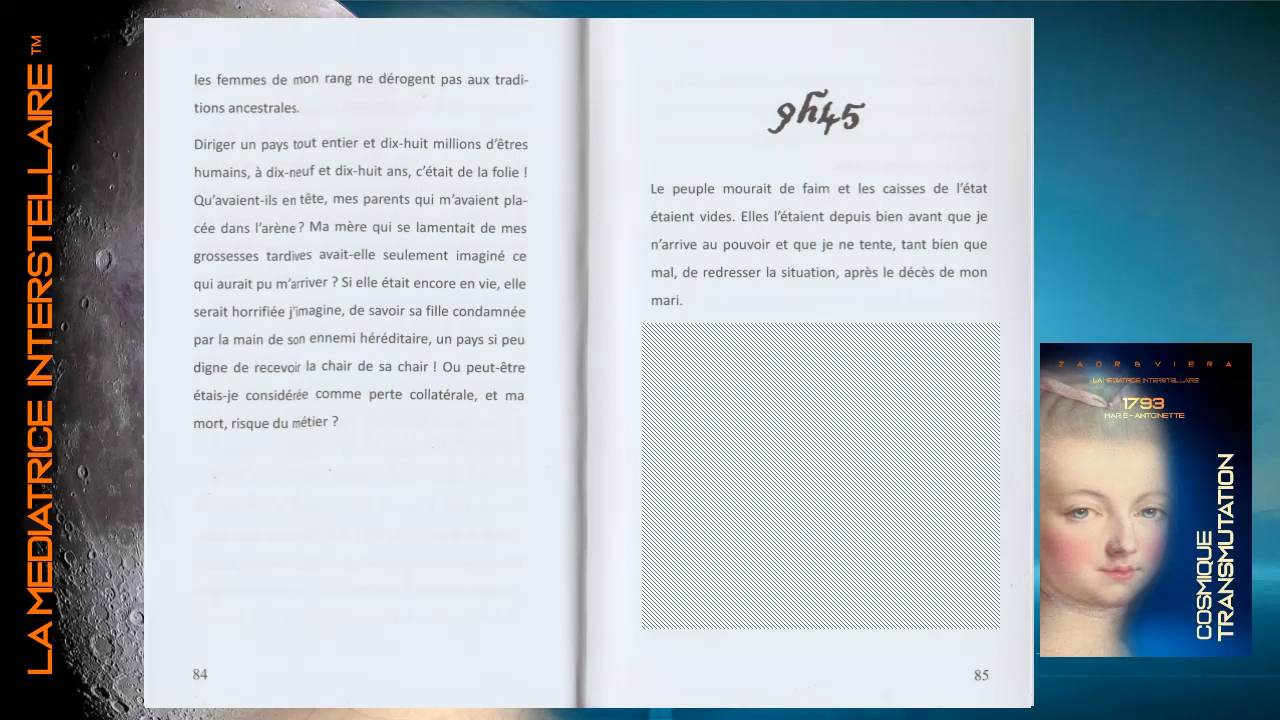 LA MEDIATRICE INTERSTELLAIRE ™
les femmes de mon rang ne dérogent pas aux tradi-
tions ancestrales.
Diriger un pays tout entier et dix-huit millions d'êtres
humains, à dix-neuf et dix-huit ans, c'était de la folie !
Qu'avaient-ils en tête, mes parents qui m'avaient pla-
cée dans l'arène ? Ma mère qui se lamentait de mes
grossesses tardives avait-elle seulement imaginé ce
qui aurait pu m'arriver ? Si elle était encore en vie, elle
serait horrifiée j'imagine, de savoir sa fille condamnée
par la main de son ennemi héréditaire, un pays si peu
digne de recevoir la chair de sa chair ! Ou peut-être
étais-je considérée comme perte collatérale, et ma
mort, risque du métier ?
84
9h45
Le peuple mourait de faim et les caisses de l'état
étaient vides. Elles l'étaient depuis bien avant que je
n'arrive au pouvoir et que je ne tente, tant bien que
mal, de redresser la situation, après le décès de mon
mari.
85
ZAOR & VIERA
LA MEDIATRICE INTERSTELLAIRE
1793
MARIE-ANTOINETTE
COSMIQUE
TRANSMUTATION